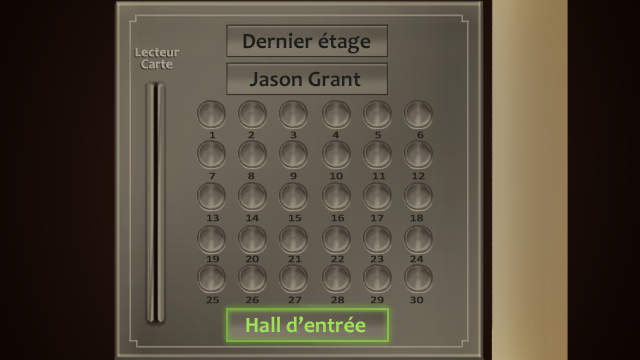 Dernier étage
Lecteur
Carte
Jason Grant
1 2 3 4 5 6
7 8 9 10 11 12
13 14 15 16 17 18
19 20 21 22 23 24
25 26 27 28 29 30
Hall d’entrée